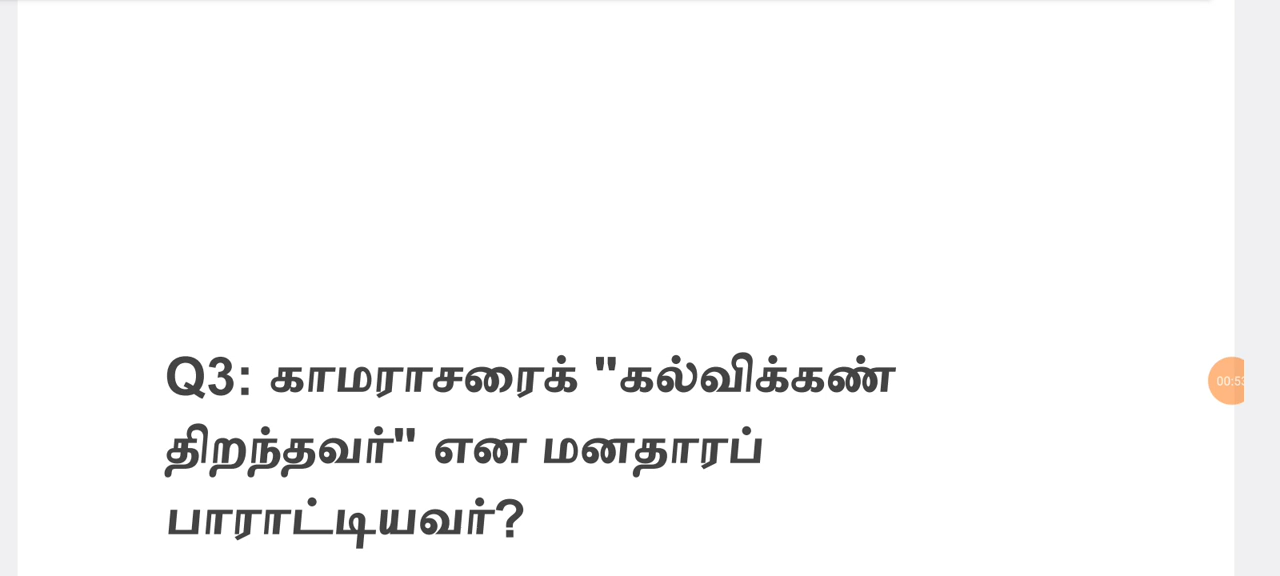 Q3: காமராசரைக் "கல்விக்கண்
திறந்தவர்" என மனதாரப்
பாராட்டியவர்?